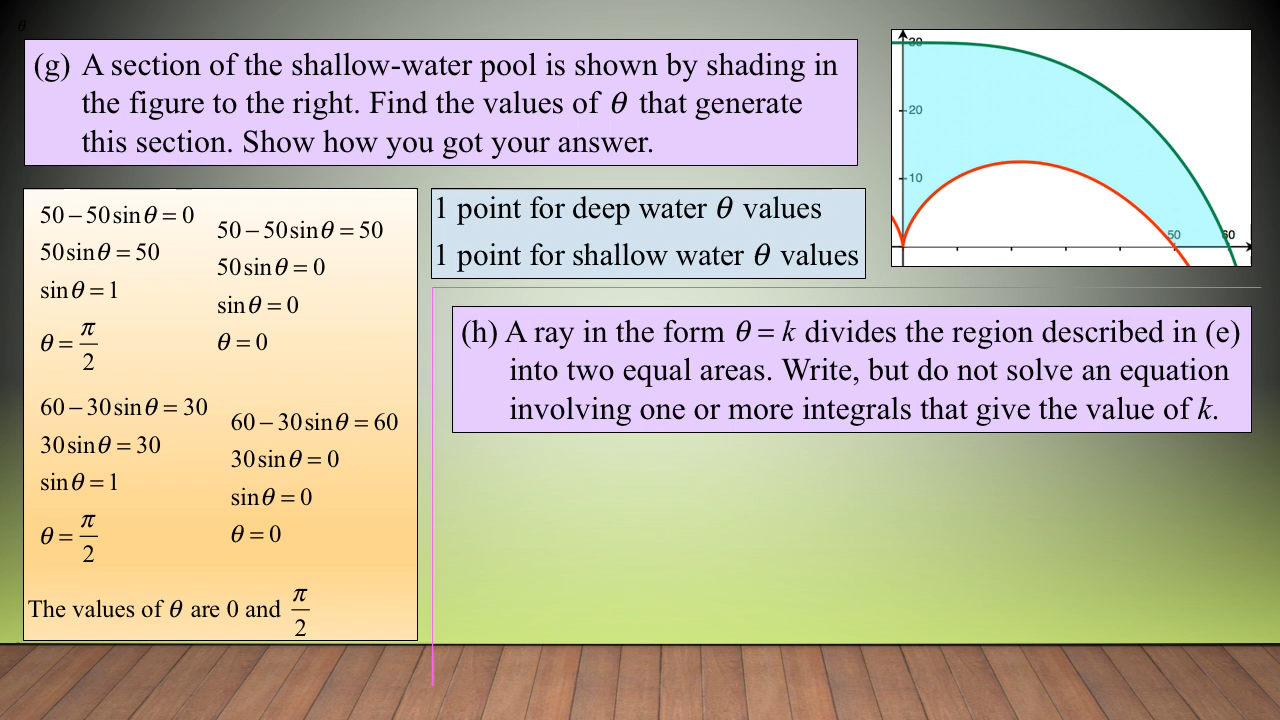 θ
(g) A section of the shallow-water pool is shown by shading in
the figure to the right. Find the values of θ that generate
this section. Show how you got your answer.
30
20
10
50
60
50 – 50 sin θ = 0
50 sin θ = 50
sin θ = 1
θ = π/2
50 – 50 sin θ = 50
50 sin θ = 0
sin θ = 0
θ = 0
60 – 30 sin θ = 30
30 sin θ = 30
sin θ = 1
θ = π/2
60 – 30 sin θ = 60
30 sin θ = 0
sin θ = 0
θ = 0
The values of θ are 0 and π/2
1 point for deep water θ values
1 point for shallow water θ values
(h) A ray in the form θ = k divides the region described in (e)
into two equal areas. Write, but do not solve an equation
involving one or more integrals that give the value of k.